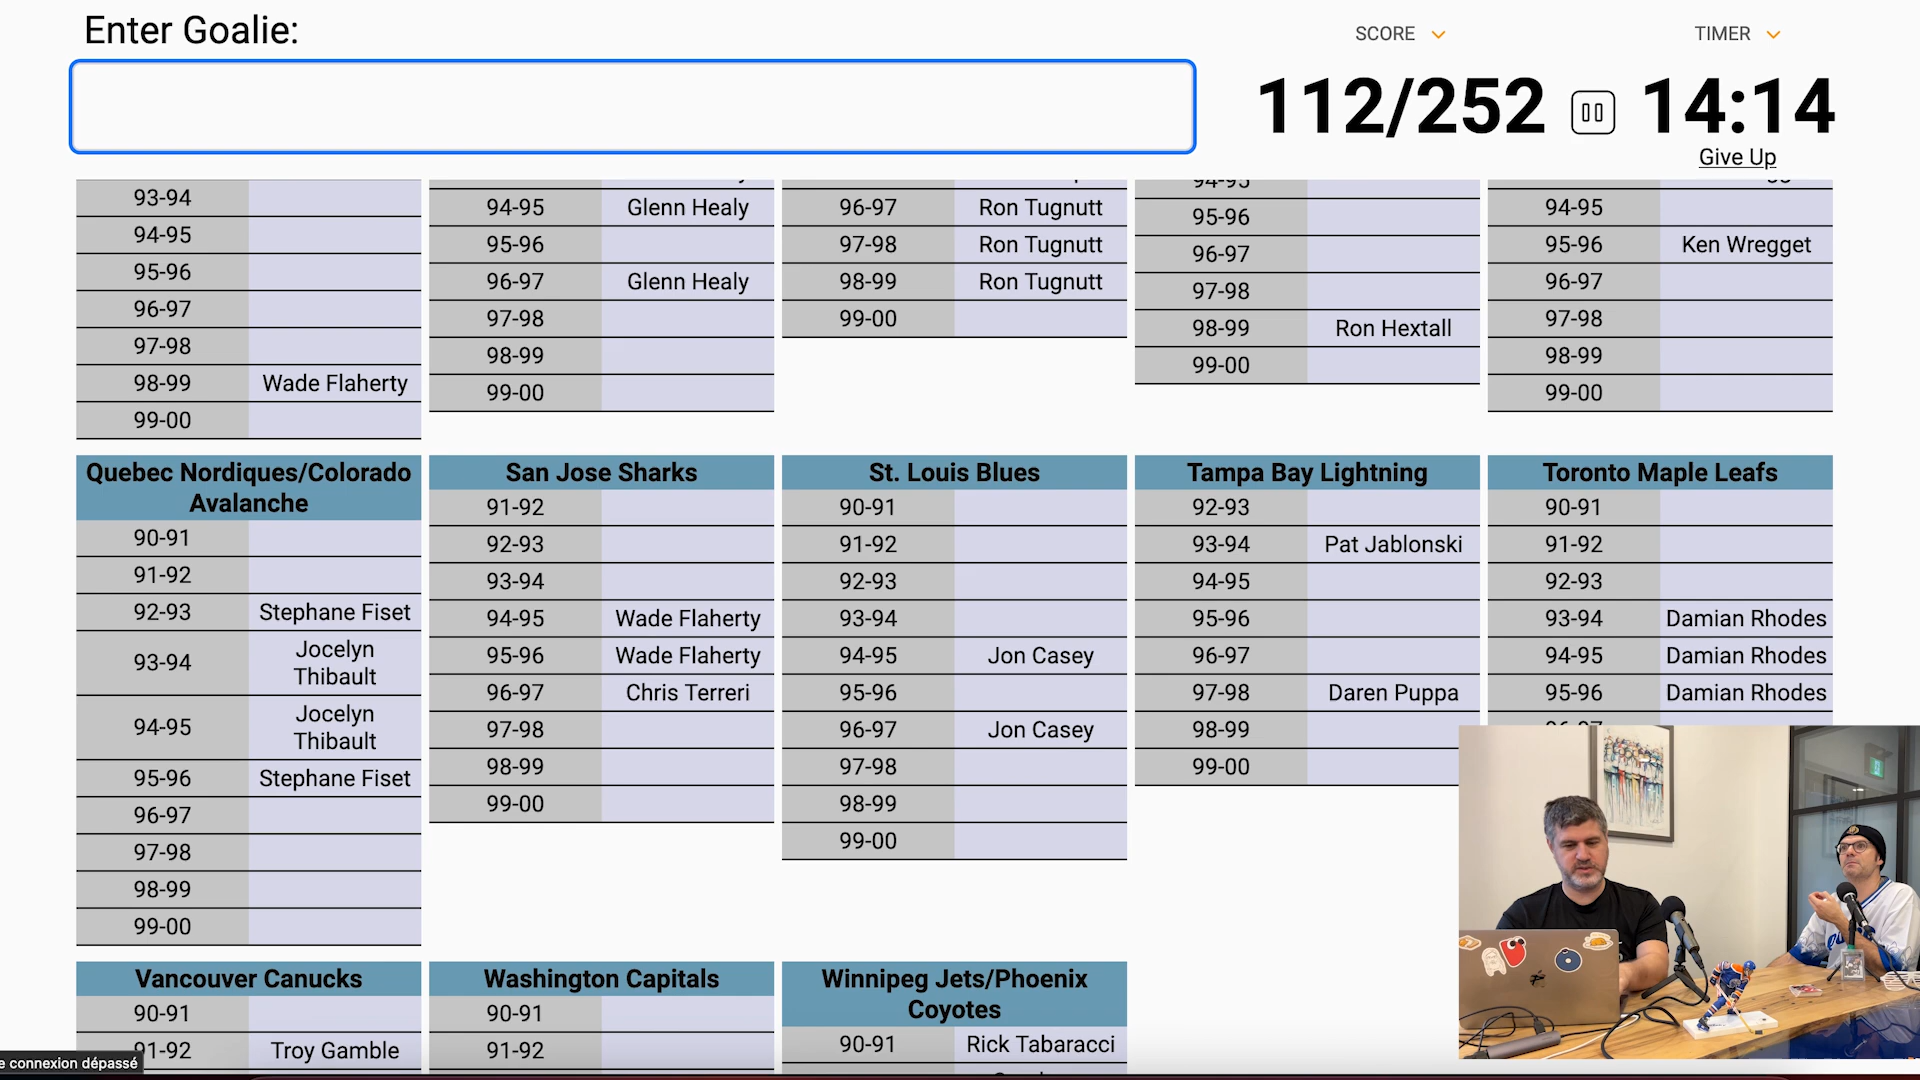 Enter Goalie:
SCORE
TIMER
112/252
14:14
Give Up
93-94
94-95
95-96
96-97
97-98
98-99 Wade Flaherty
99-00
94-95 Glenn Healy
95-96
96-97 Glenn Healy
97-98
98-99
99-00
96-97 Ron Tugnutt
97-98 Ron Tugnutt
98-99 Ron Tugnutt
99-00
94-95
95-96
96-97
97-98
98-99 Ron Hextall
99-00
94-95
95-96 Ken Wregget
96-97
97-98
98-99
99-00
Quebec Nordiques/Colorado
Avalanche
90-91
91-92
92-93 Stephane Fiset
93-94 Jocelyn
Thibault
94-95 Jocelyn
Thibault
95-96 Stephane Fiset
96-97
97-98
98-99
99-00
San Jose Sharks
91-92
92-93
93-94
94-95 Wade Flaherty
95-96 Wade Flaherty
96-97 Chris Terreri
97-98
98-99
99-00
St. Louis Blues
90-91
91-92
92-93
93-94
94-95 Jon Casey
95-96
96-97 Jon Casey
97-98
98-99
99-00
Tampa Bay Lightning
92-93
93-94 Pat Jablonski
94-95
95-96
96-97
97-98 Daren Puppa
98-99
99-00
Toronto Maple Leafs
90-91
91-92
92-93
93-94 Damian Rhodes
94-95 Damian Rhodes
95-96 Damian Rhodes
Vancouver Canucks
90-91
91-92 Troy Gamble
Washington Capitals
90-91
91-92
Winnipeg Jets/Phoenix
Coyotes
90-91 Rick Tabaracci
e connexion dépassé